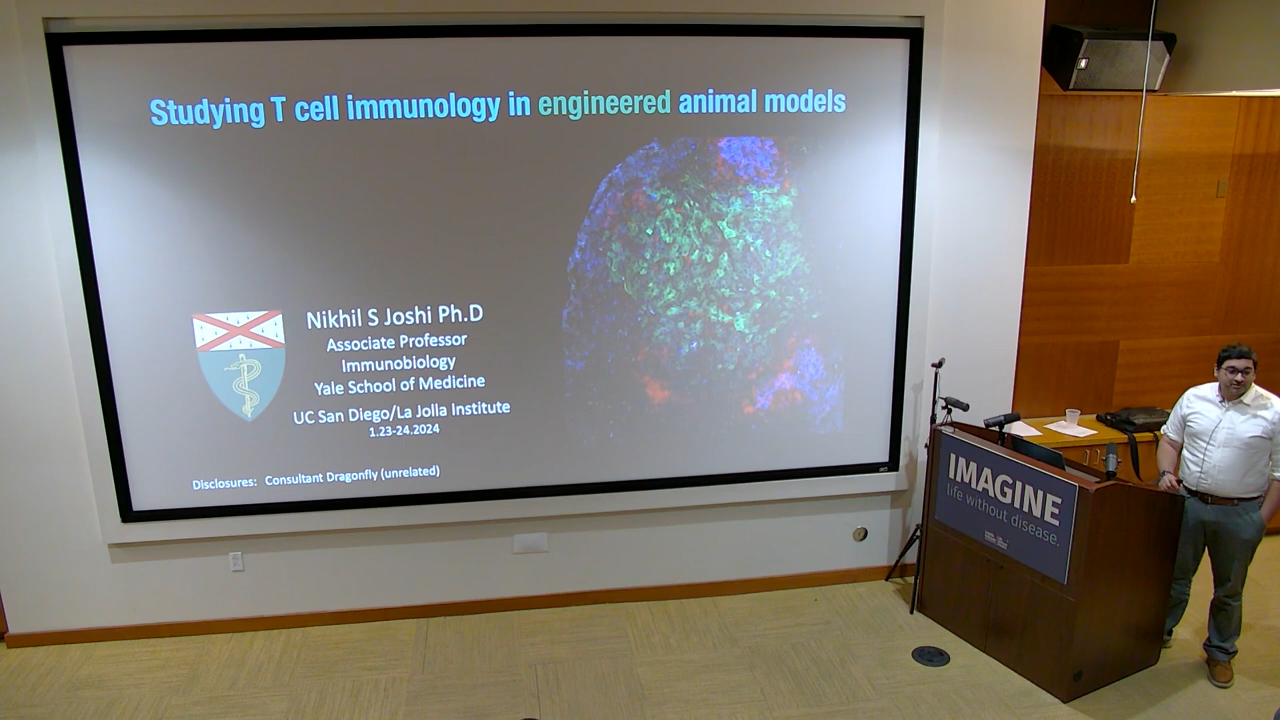 Studying T cell immunology in engineered animal models
Nikhil S Joshi Ph.D
Associate Professor
Immunobiology
Yale School of Medicine
UC San Diego/La Jolla Institute
1.23-24.2024
Disclosures: Consultant Dragonfly (unrelated)
IMAGINE
life without disease.